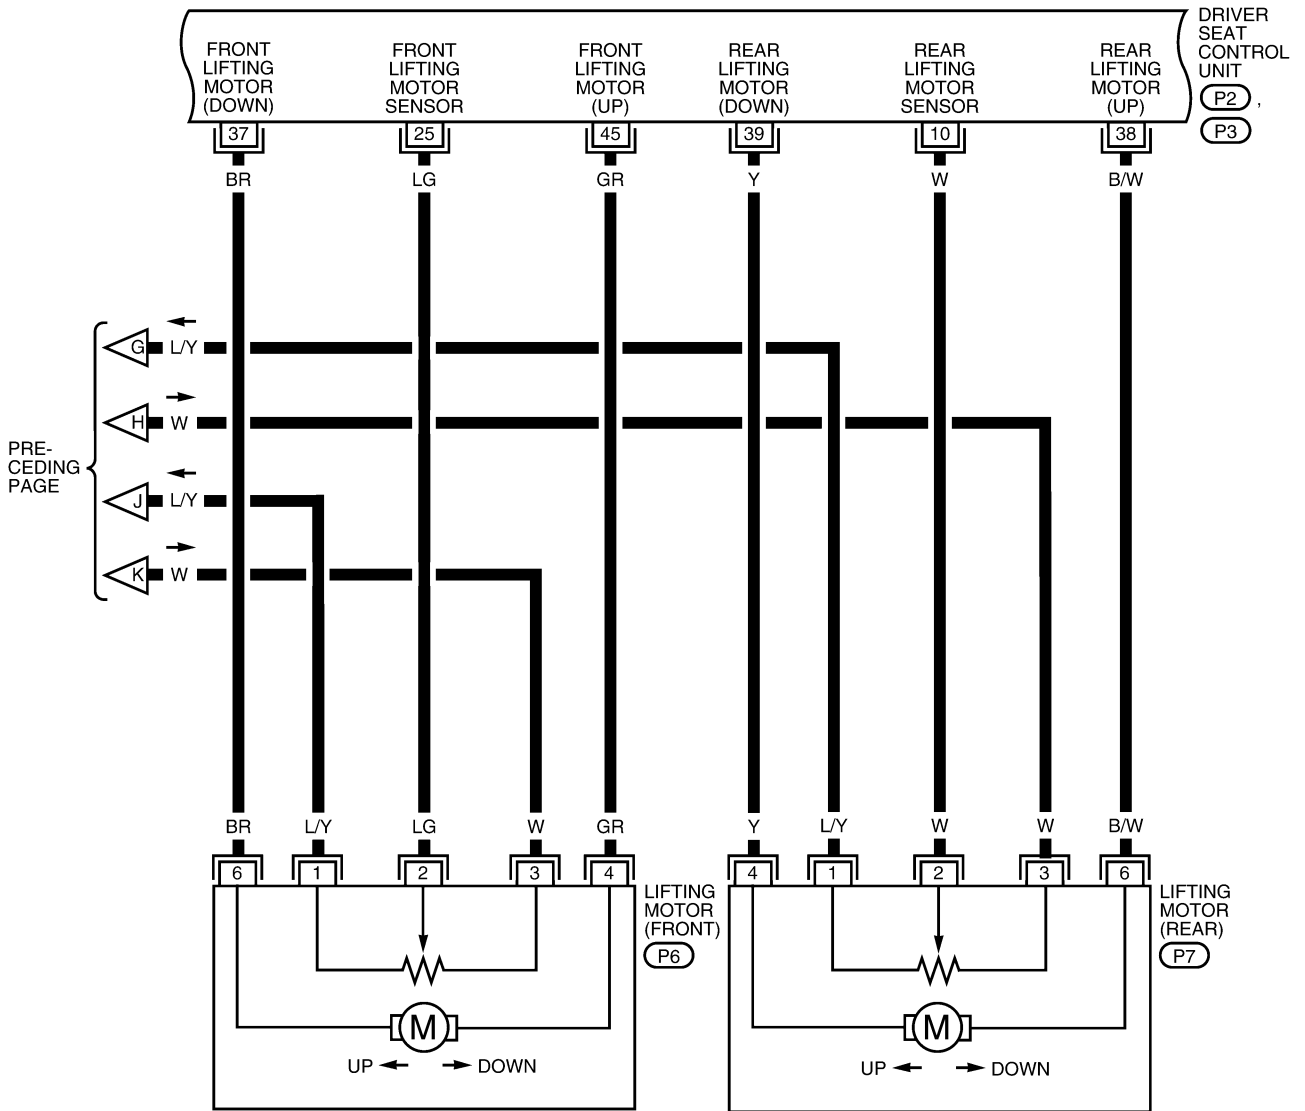 DRIVER
SEAT
CONTROL
UNIT
P2 ,
P3
FRONT
LIFTING
MOTOR
(DOWN)
FRONT
LIFTING
MOTOR
SENSOR
FRONT
LIFTING
MOTOR
(UP)
REAR
LIFTING
MOTOR
(DOWN)
REAR
LIFTING
MOTOR
SENSOR
REAR
LIFTING
MOTOR
(UP)
37 25 45 39 10 38
BR LG GR Y W B/W
G L/Y
H W
PRE-
CEDING
PAGE
J L/Y
K W
BR L/Y LG W GR Y L/Y W W B/W
6 1 2 3 4 4 1 2 3 6
LIFTING
MOTOR
(FRONT)
P6
LIFTING
MOTOR
(REAR)
P7
M M
UP DOWN UP DOWN